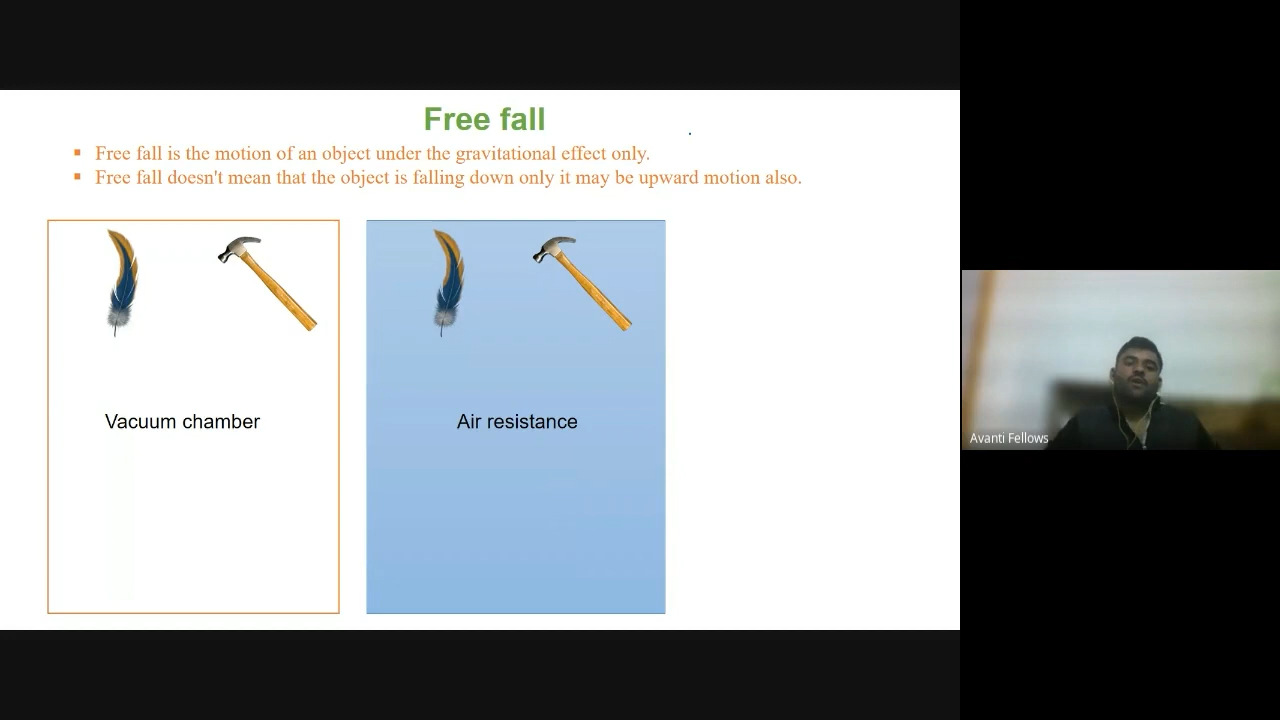 Free fall
▪ Free fall is the motion of an object under the gravitational effect only.
▪ Free fall doesn't mean that the object is falling down only it may be upward motion also.
Vacuum chamber
Air resistance
Avanti Fellows